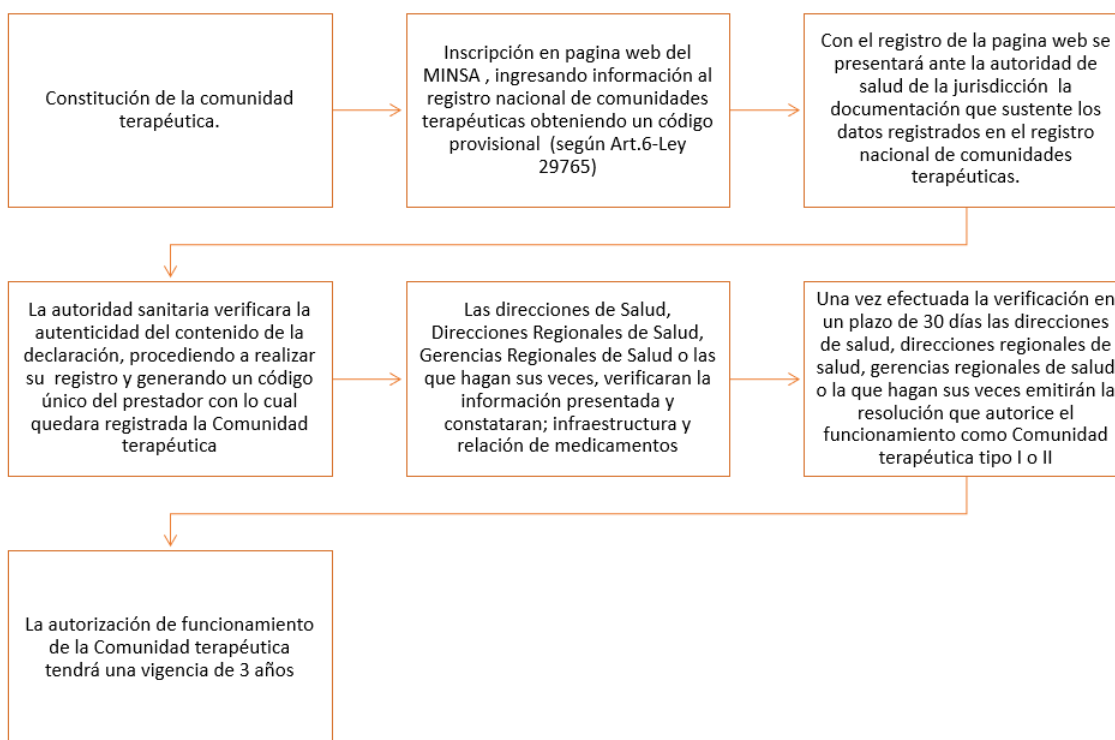 Constitución de la comunidad
terapéutica.
Inscripción en pagina web del
MINSA , ingresando información al
registro nacional de comunidades
terapéuticas obteniendo un código
provisional  (según Art.6-Ley
29765)
Con el registro de la pagina web se
presentará ante la autoridad de
salud de la jurisdicción  la
documentación que sustente los
datos registrados en el registro
nacional de comunidades
terapéuticas.
La autoridad sanitaria verificara la
autenticidad del contenido de la
declaración, procediendo a realizar
su  registro y generando un código
único del prestador con lo cual
quedara registrada la Comunidad
terapéutica
Las direcciones de Salud,
Direcciones Regionales de Salud,
Gerencias Regionales de Salud o las
que hagan sus veces, verificaran la
información presentada y
constataran; infraestructura y
relación de medicamentos
Una vez efectuada la verificación en
un plazo de 30 días las direcciones
de salud, direcciones regionales de
salud, gerencias regionales de salud
o la que hagan sus veces emitirán la
resolución que autorice el
funcionamiento como Comunidad
terapéutica tipo I o II
La autorización de funcionamiento
de la Comunidad terapéutica
tendrá una vigencia de 3 años